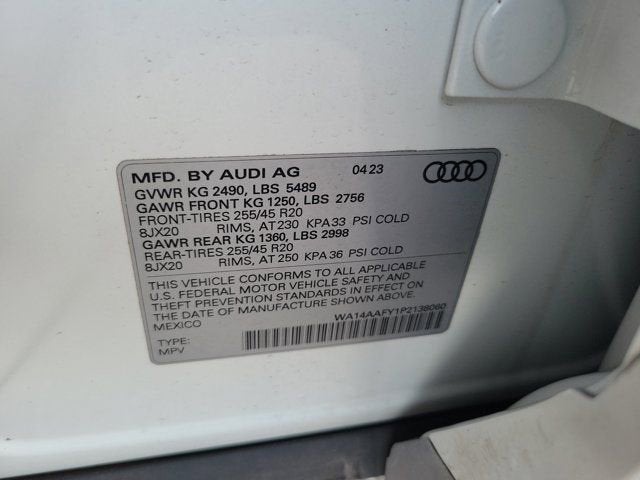 MFD. BY AUDI AG 04 23
GVWR KG 2490, LBS 5489
GAWR FRONT KG 1250, LBS 2756
FRONT-TIRES 255/45 R20
8JX20 RIMS, AT 230 KPA 33 PSI COLD
GAWR REAR KG 1360, LBS 2998
REAR-TIRES 255/45 R20
8JX20 RIMS, AT 250 KPA 36 PSI COLD
THIS VEHICLE CONFORMS TO ALL APPLICABLE
U.S. FEDERAL MOTOR VEHICLE SAFETY AND
THEFT PREVENTION STANDARDS IN EFFECT ON
THE DATE OF MANUFACTURE SHOWN ABOVE.
MEXICO
WA14AAFY1P2138060
TYPE:
MPV